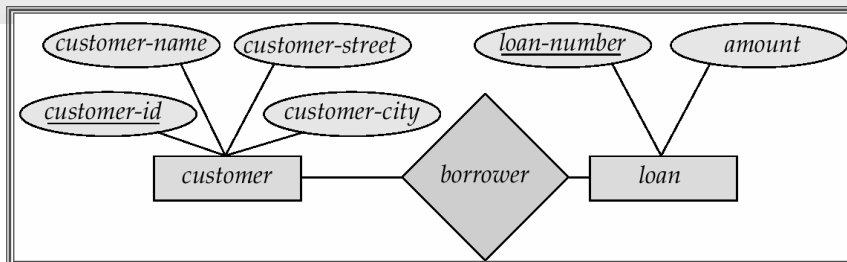 customer-name customer-street loan-number amount
customer-id customer-city
customer borrower loan